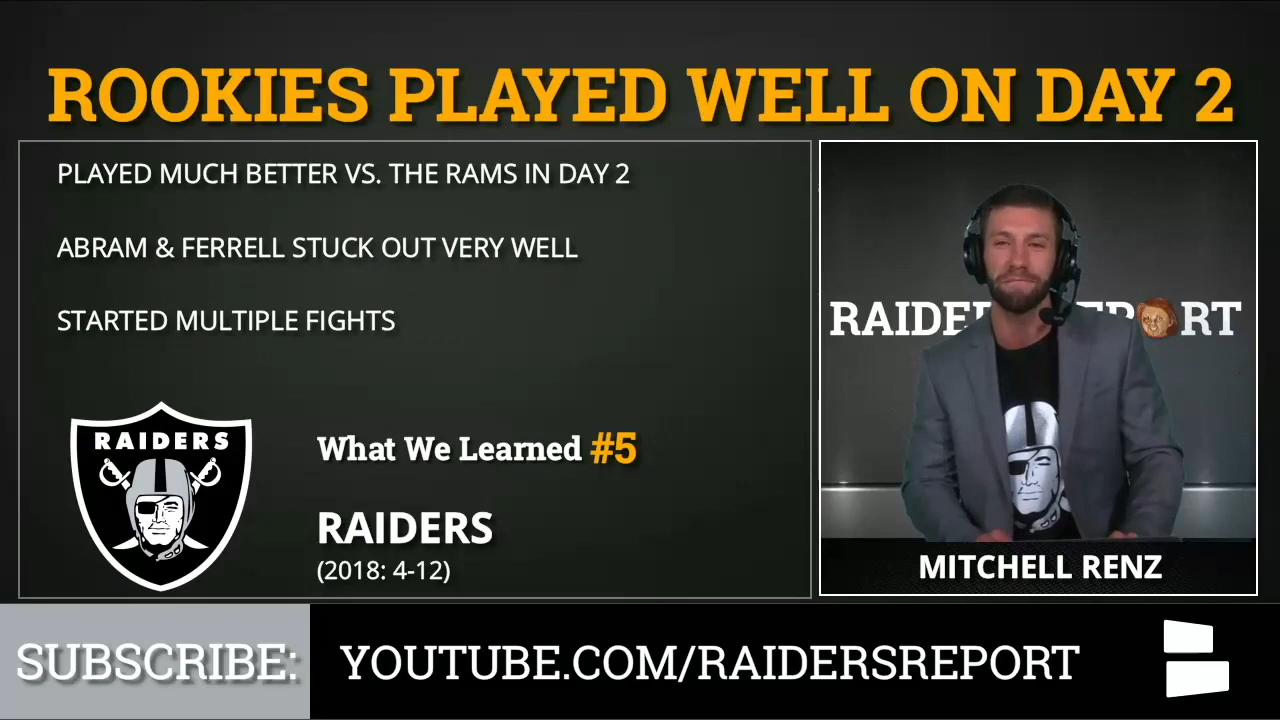 ROOKIES PLAYED WELL ON DAY 2
PLAYED MUCH BETTER VS. THE RAMS IN DAY 2
ABRAM & FERRELL STUCK OUT VERY WELL
STARTED MULTIPLE FIGHTS
RAIDERS
What We Learned #5
RAIDERS
(2018: 4-12)
MITCHELL RENZ
SUBSCRIBE: YOUTUBE.COM/RAIDERSREPORT